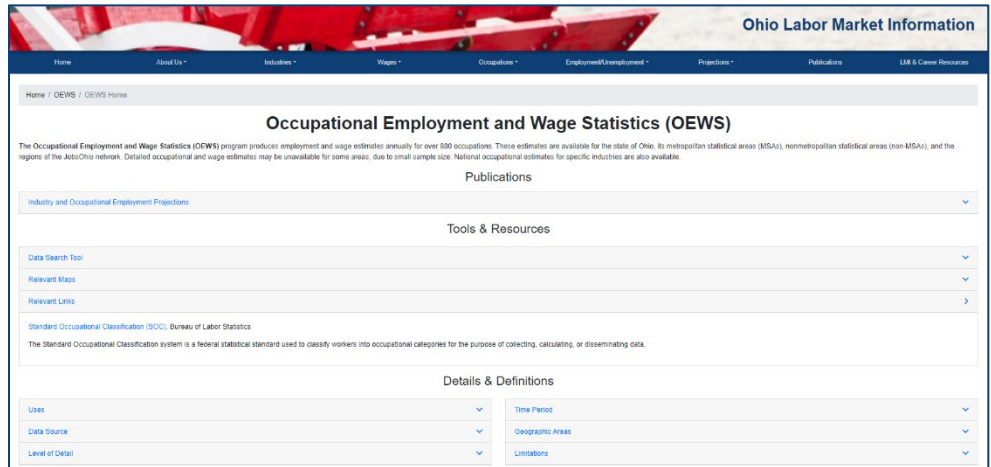 Ohio Labor Market Information
Home About Us Industries Wages Occupations Employment/Unemployment Projections Publications LMI & Career Resources
Home / OEWS / OEWS Home
Occupational Employment and Wage Statistics (OEWS)
The Occupational Employment and Wage Statistics (OEWS) program produces employment and wage estimates annually for over 800 occupations. These estimates are available for the state of Ohio, its metropolitan statistical areas (MSAs), nonmetropolitan statistical areas (non-MSAs), and the
regions of the JobsOhio network. Detailed occupational and wage estimates may be unavailable for some areas, due to small sample size. National occupational estimates for specific industries are also available.
Publications
Industry and Occupational Employment Projections
Tools & Resources
Data Search Tool
Relevant Maps
Relevant Links
Standard Occupational Classification (SOC), Bureau of Labor Statistics
The Standard Occupational Classification system is a federal statistical standard used to classify workers into occupational categories for the purpose of collecting, calculating, or disseminating data.
Details & Definitions
Uses Time Period
Data Source Geographic Areas
Level of Detail Limitations